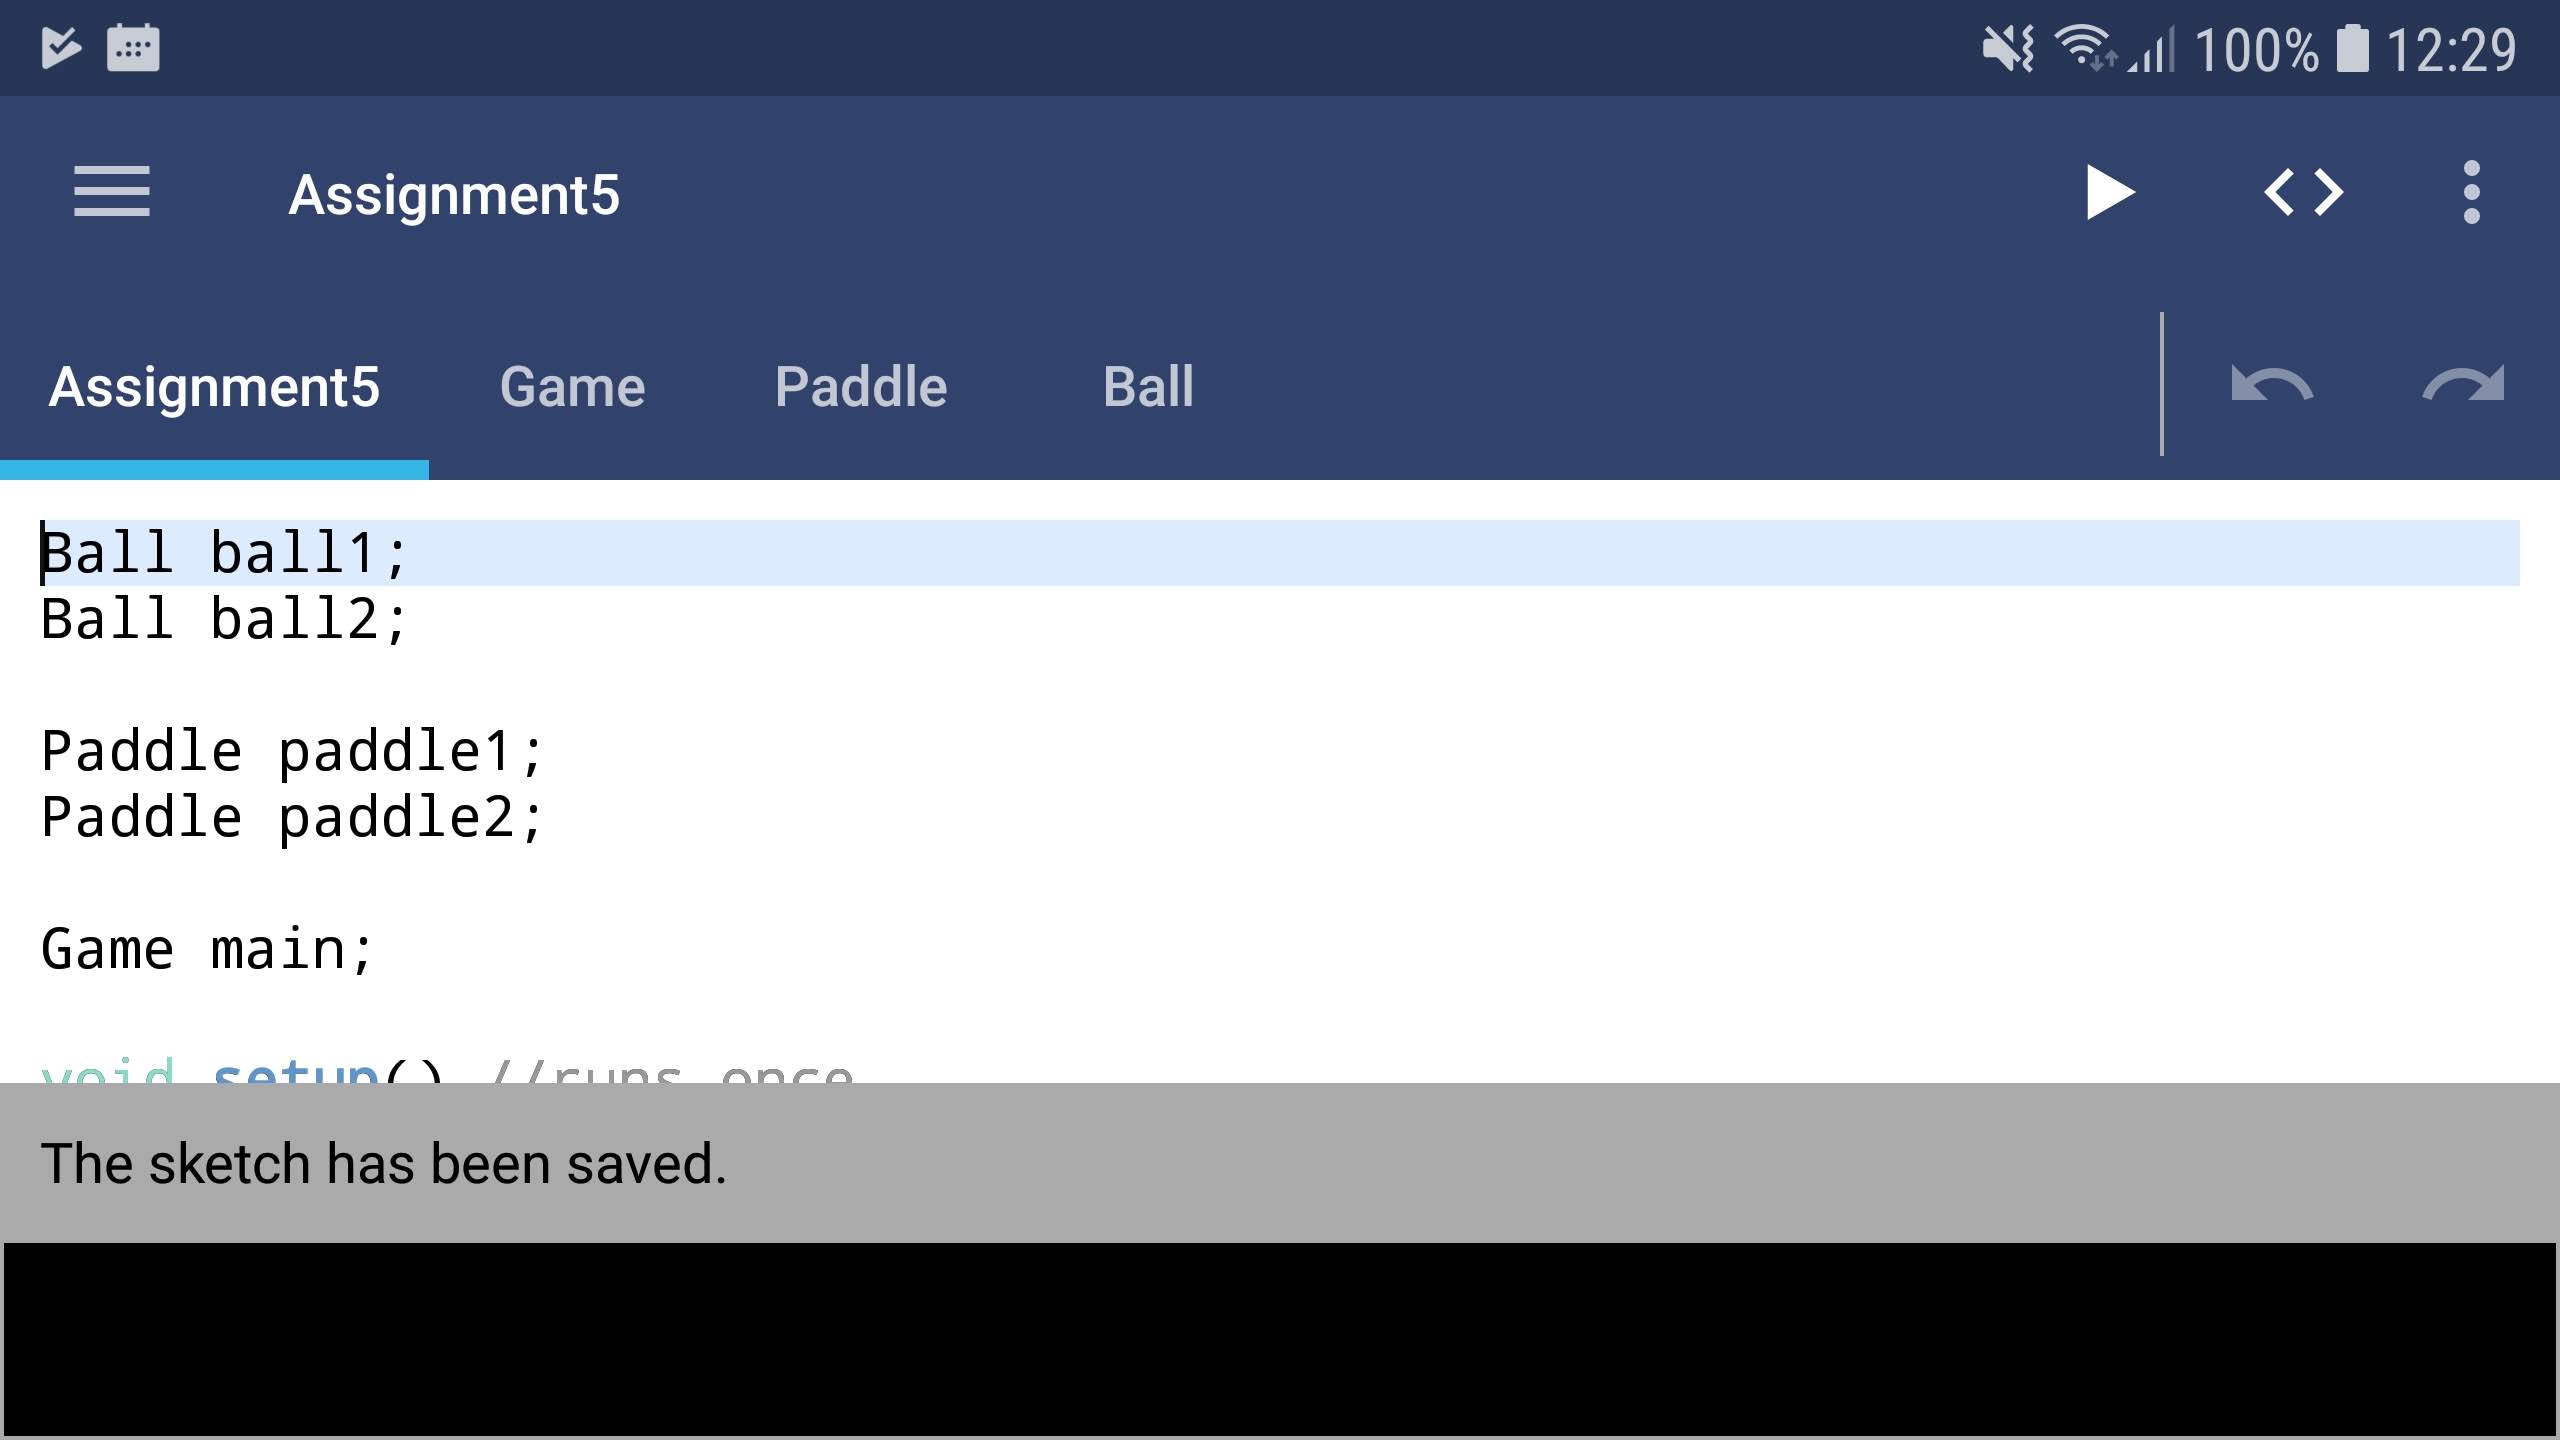 100% 12:29
Assignment5
Assignment5 Game Paddle Ball
Ball ball1;
Ball ball2;
Paddle paddle1;
Paddle paddle2;
Game main;
void setup() //runs once
The sketch has been saved.